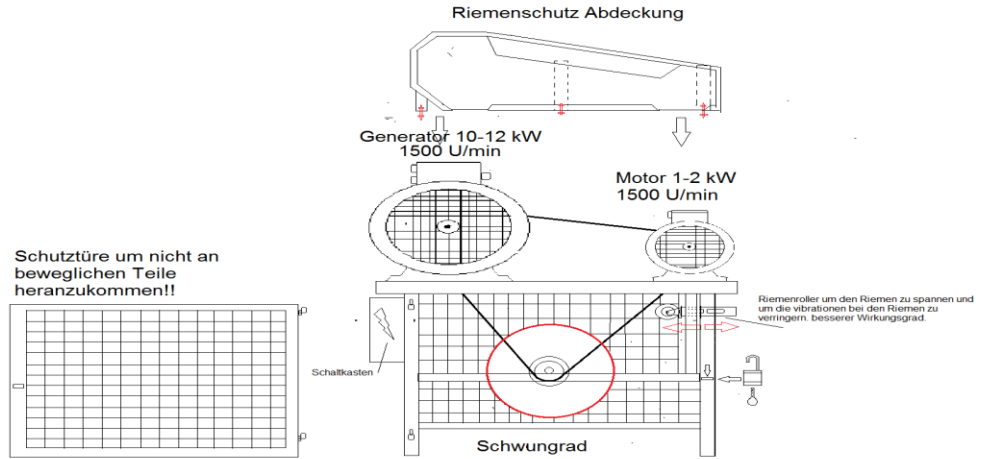 Riemenschutz Abdeckung
Generator 10-12 kW
1500 U/min
Motor 1-2 kW
1500 U/min
Schutztüre um nicht an
beweglichen Teile
heranzukommen!!
Riemenroller um den Riemen zu spannen und
um die vibrationen bei den Riemen zu
verringern. besserer Wirkungsgrad.
Schaltkasten
Schwungrad